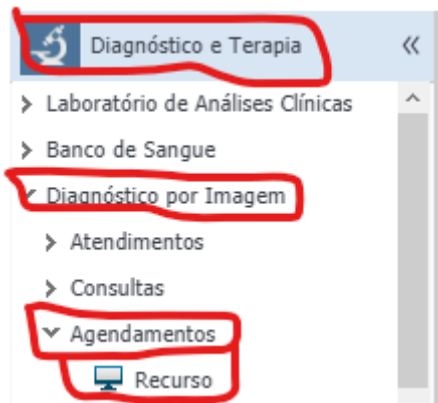 Diagnóstico e Terapia
Laboratório de Análises Clínicas
Banco de Sangue
Diagnóstico por Imagem
Atendimentos
Consultas
Agendamentos
Recurso